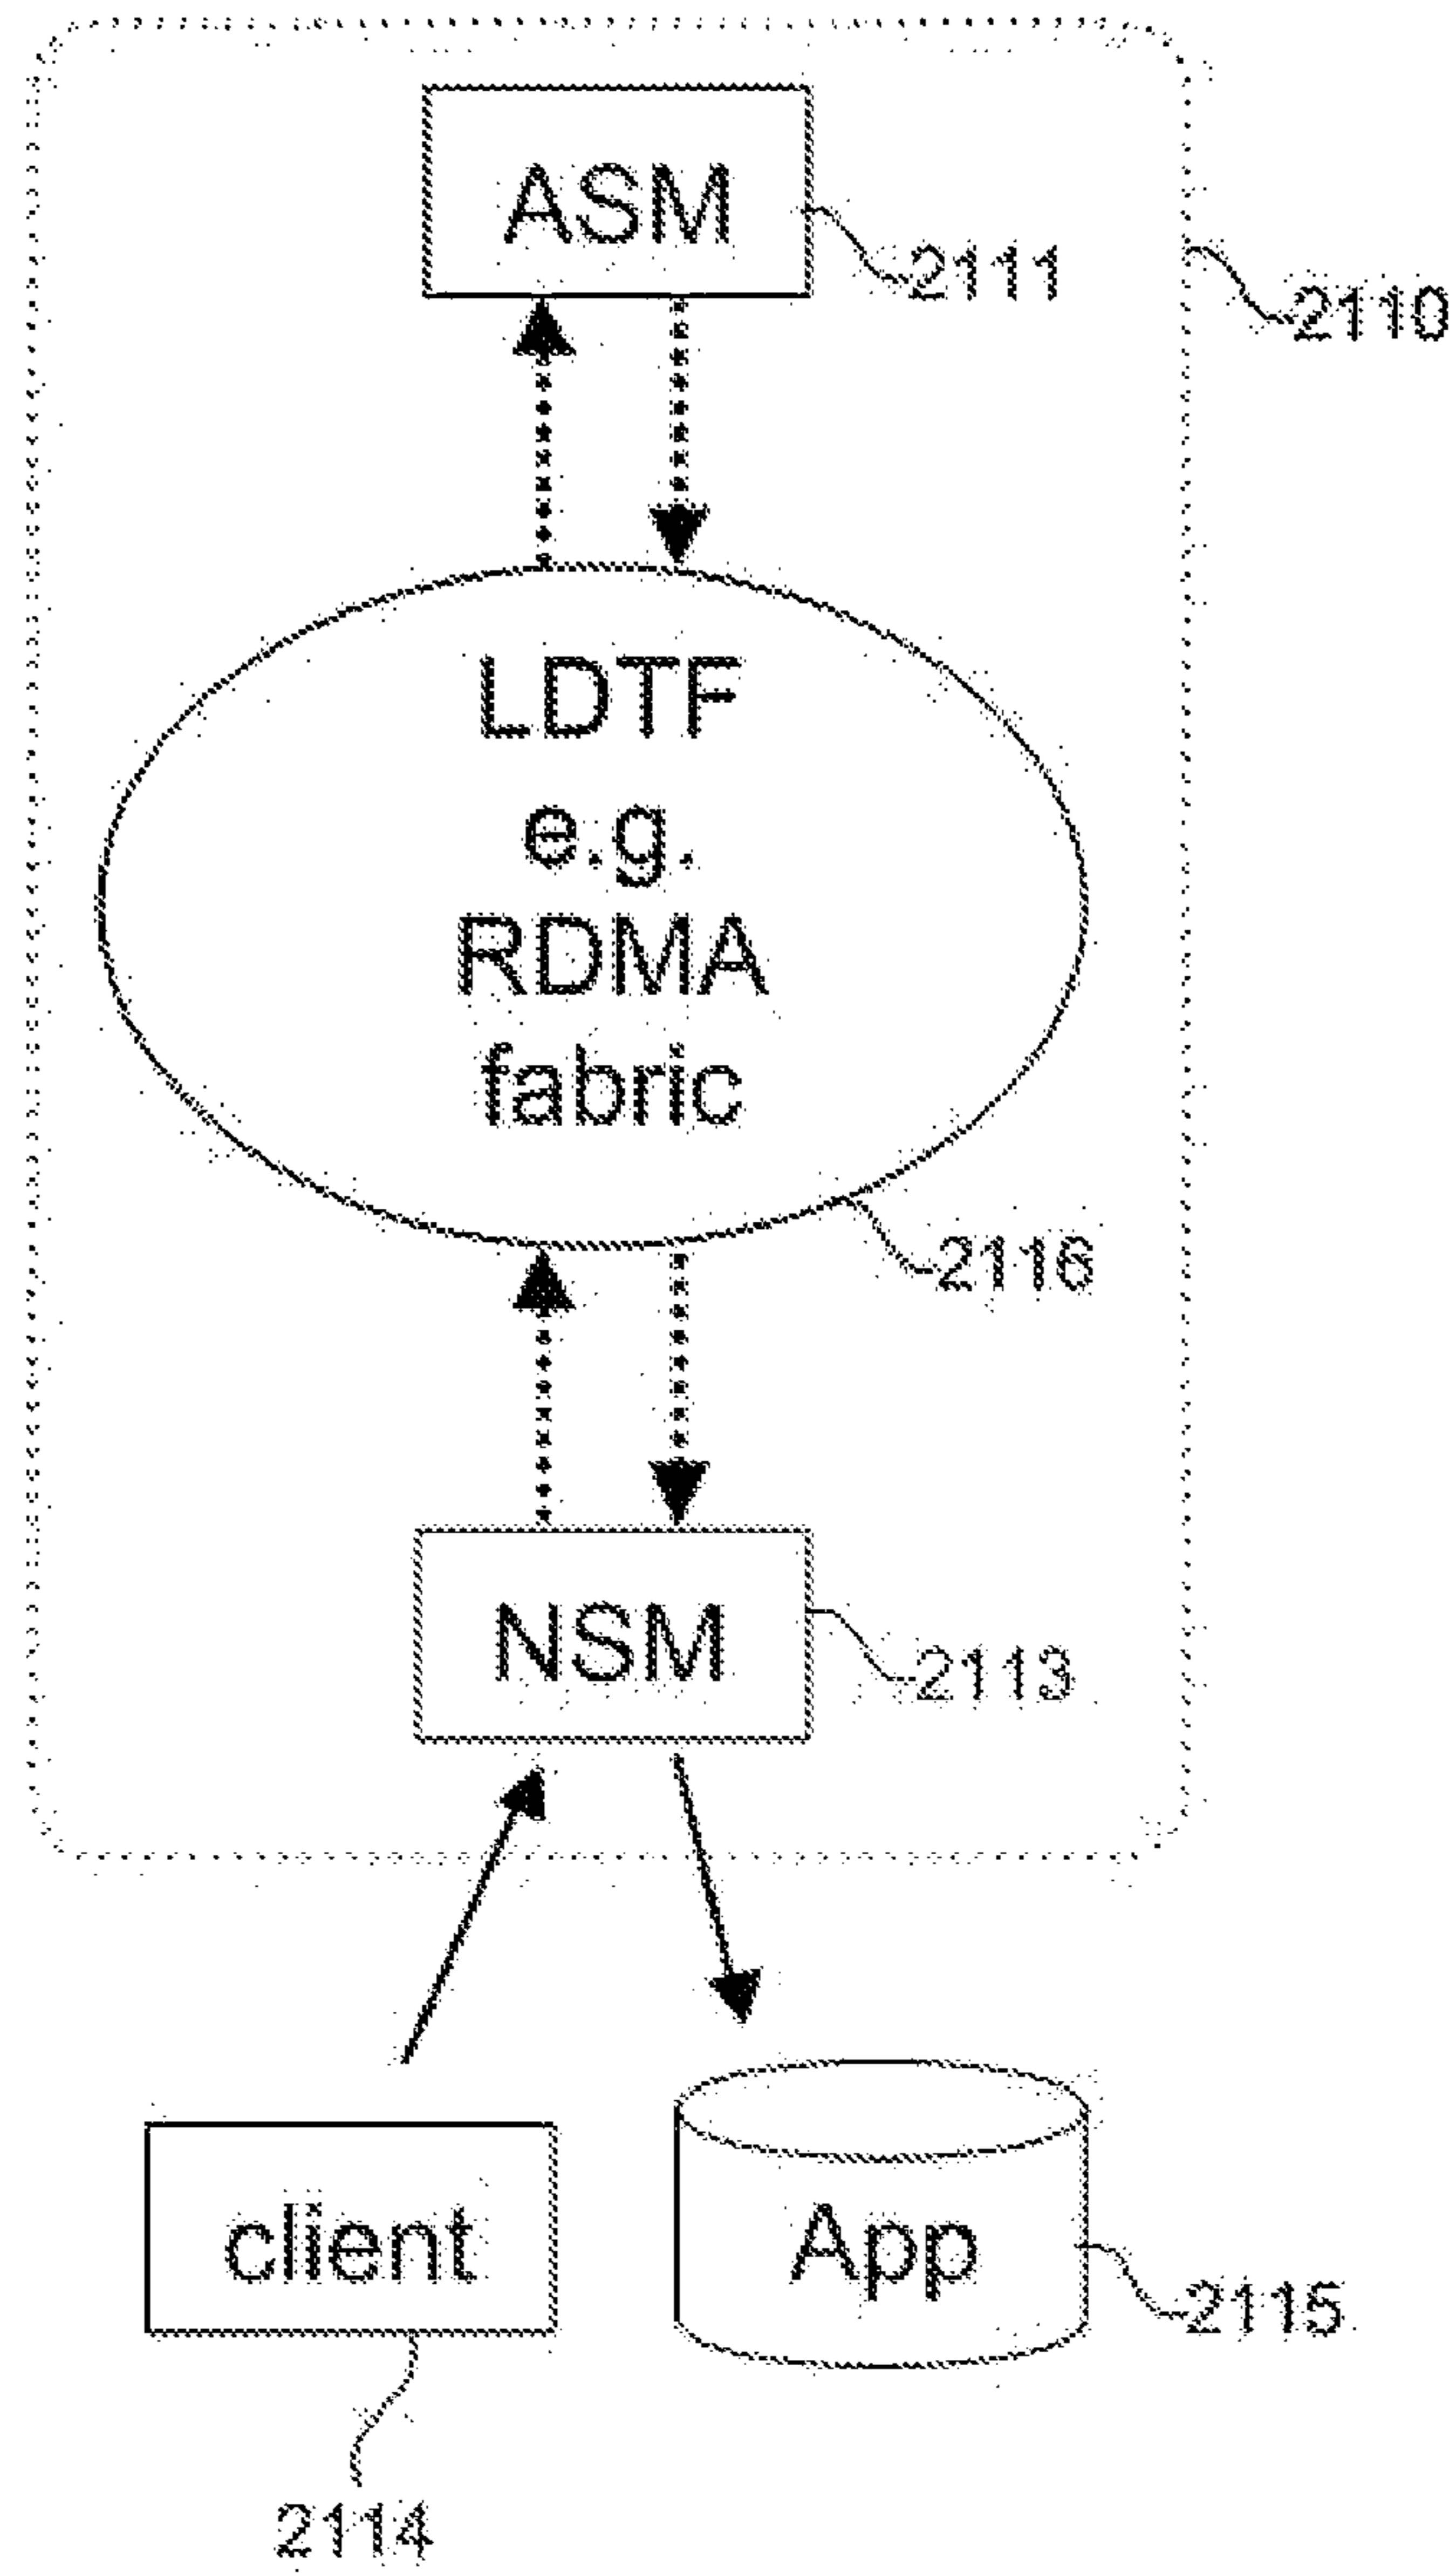 ASM
2111
2110
LDTF
e.g.
RDMA
fabric
2116
NSM
2113
client
App
2115
2114